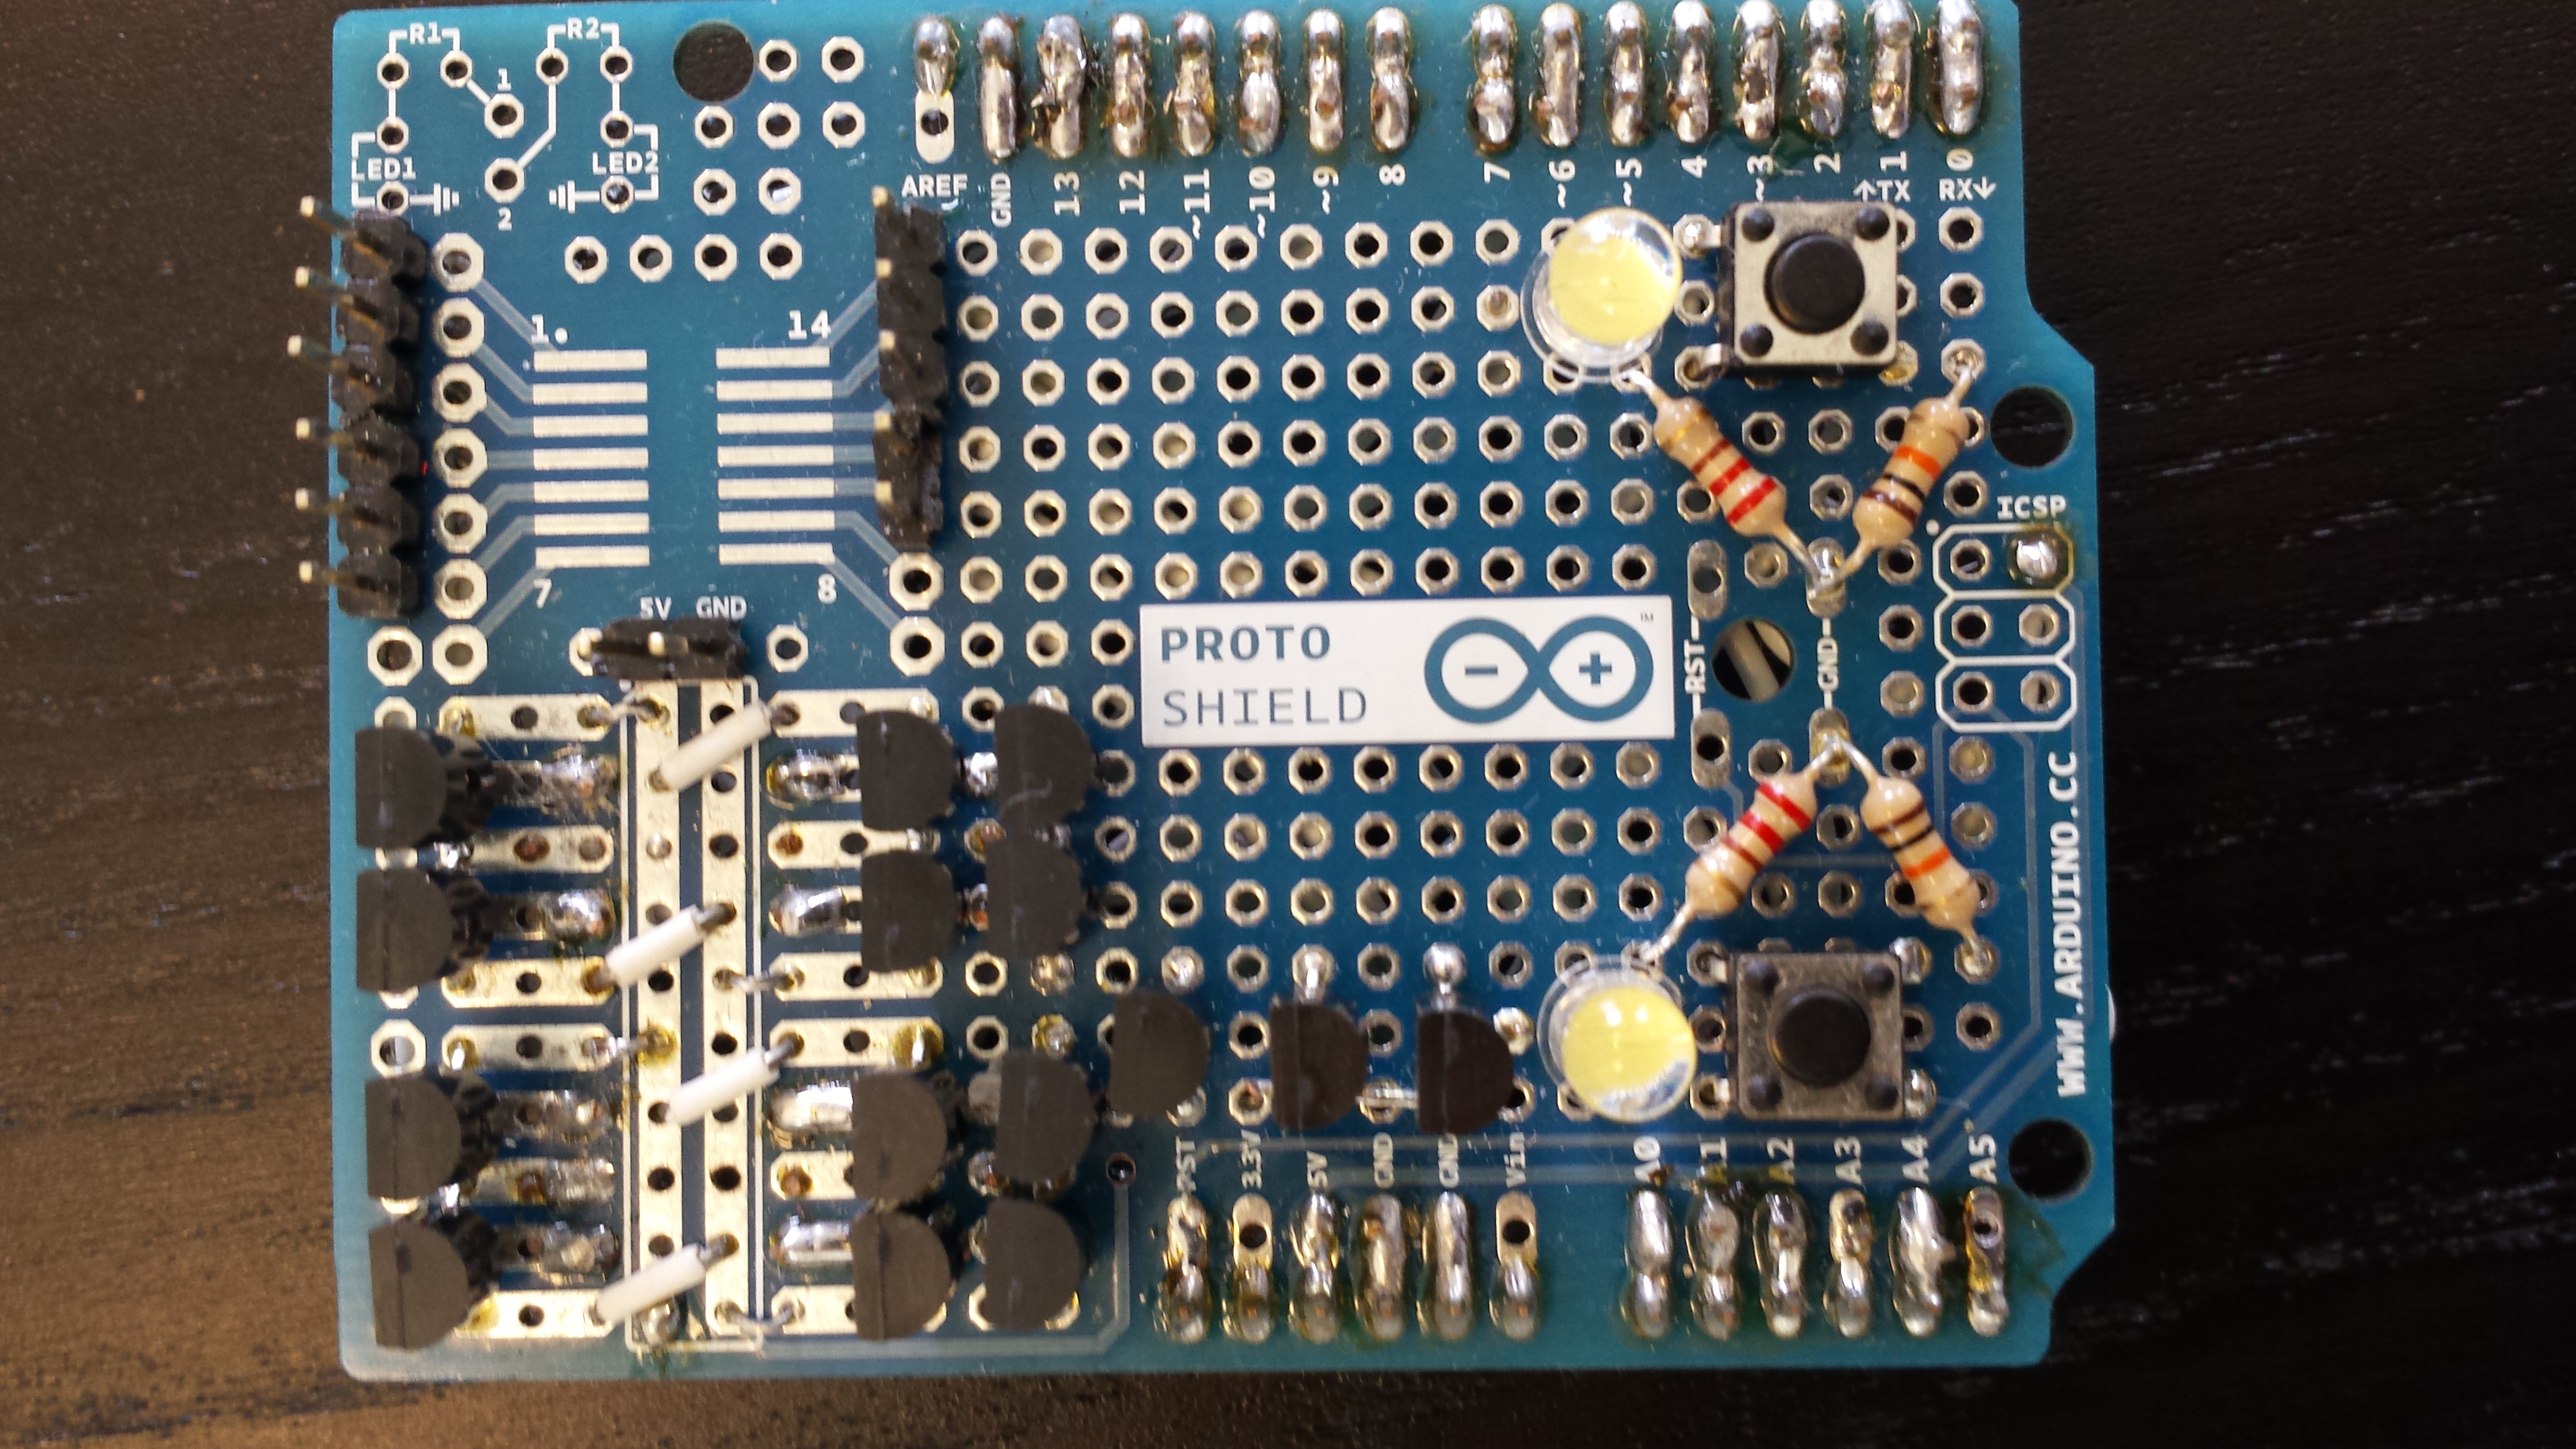 R1 R2
1
LED1 LED2
2
AREF GND 13 12 ~11 ~10 ~9 8 7 ~6 ~5 4 ~3 2 1 0
↑TX RX↓
1. 14
7 8
5V GND
ICSP
PROTO
SHIELD
TM
RST
GND
WWW.ARDUINO.CC
3.3V 5V GND GND Vin A0 A2 A3 A4 A5